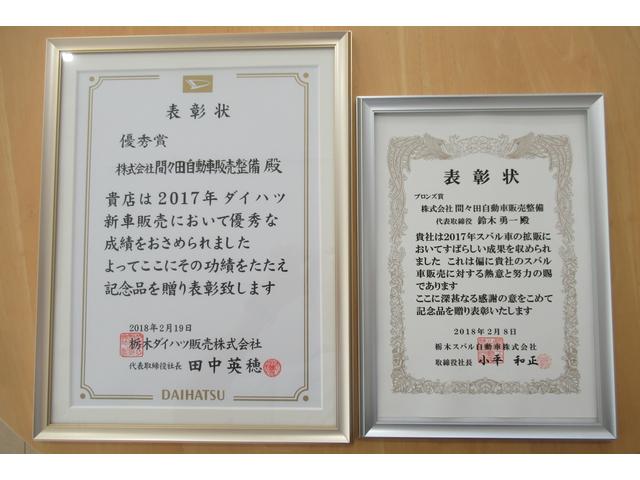 表彰状
優秀賞
株式会社 間々田自動車販売整備 殿
貴店は2017年ダイハツ
新車販売において優秀な
成績をおさめられました
よってここにその功績をたたえ
記念品を贈り表彰致します
2018年2月19日
栃木ダイハツ販売株式会社
代表取締役社長 田中英穂
DAIHATSU
表彰状
ブロンズ賞
株式会社 間々田自動車販売整備
代表取締役 鈴木勇一殿
貴社は2017年スバル車の拡販に
おいてすばらしい成果を収められ
ました これは偏に貴社のスバル
車販売に対する熱意と努力の賜
であります
ここに深甚なる感謝の意をこめて
記念品を贈り表彰いたします
2018年2月8日
栃木スバル自動車株式会社
取締役社長 小平 和正